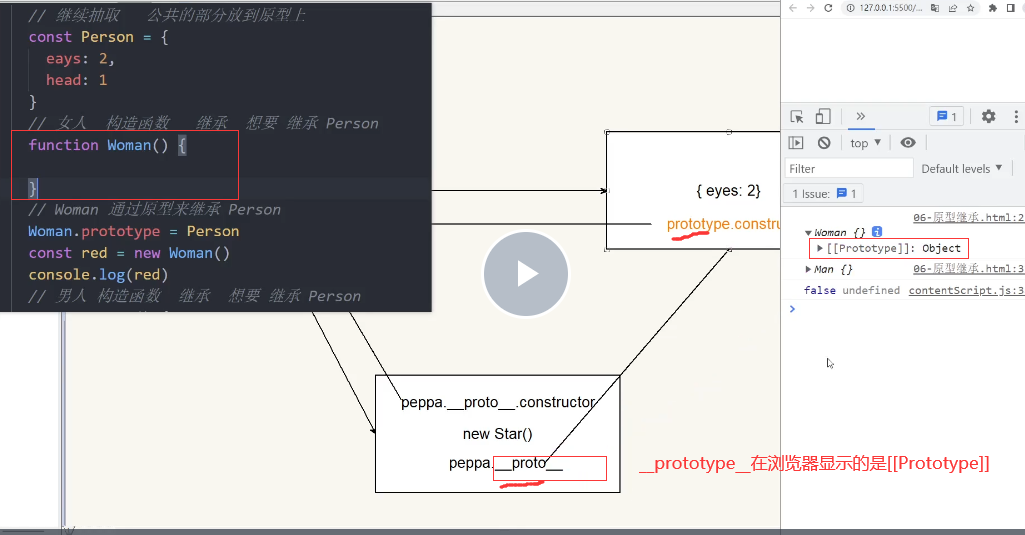 // 继续抽取 公共的部分放到原型上
const Person = {
eays: 2,
head: 1
}
// 女人 构造函数 继承 想要 继承 Person
function Woman() {
}
// Woman 通过原型来继承 Person
Woman.prototype = Person
const red = new Woman()
console.log(red)
// 男人 构造函数 继承 想要 继承 Person
{ eyes: 2}
prototype.constru
peppa.__proto__.constructor
new Star()
peppa.__proto__
__prototype__在浏览器显示的是[[Prototype]]
127.0.0.1:5500/...
1
top
Filter
Default levels
1 Issue: 1
06-原型继承.html:2
Woman {} i
[[Prototype]]: Object
Man {} 06-原型继承.html:3
false undefined contentScript.js:3